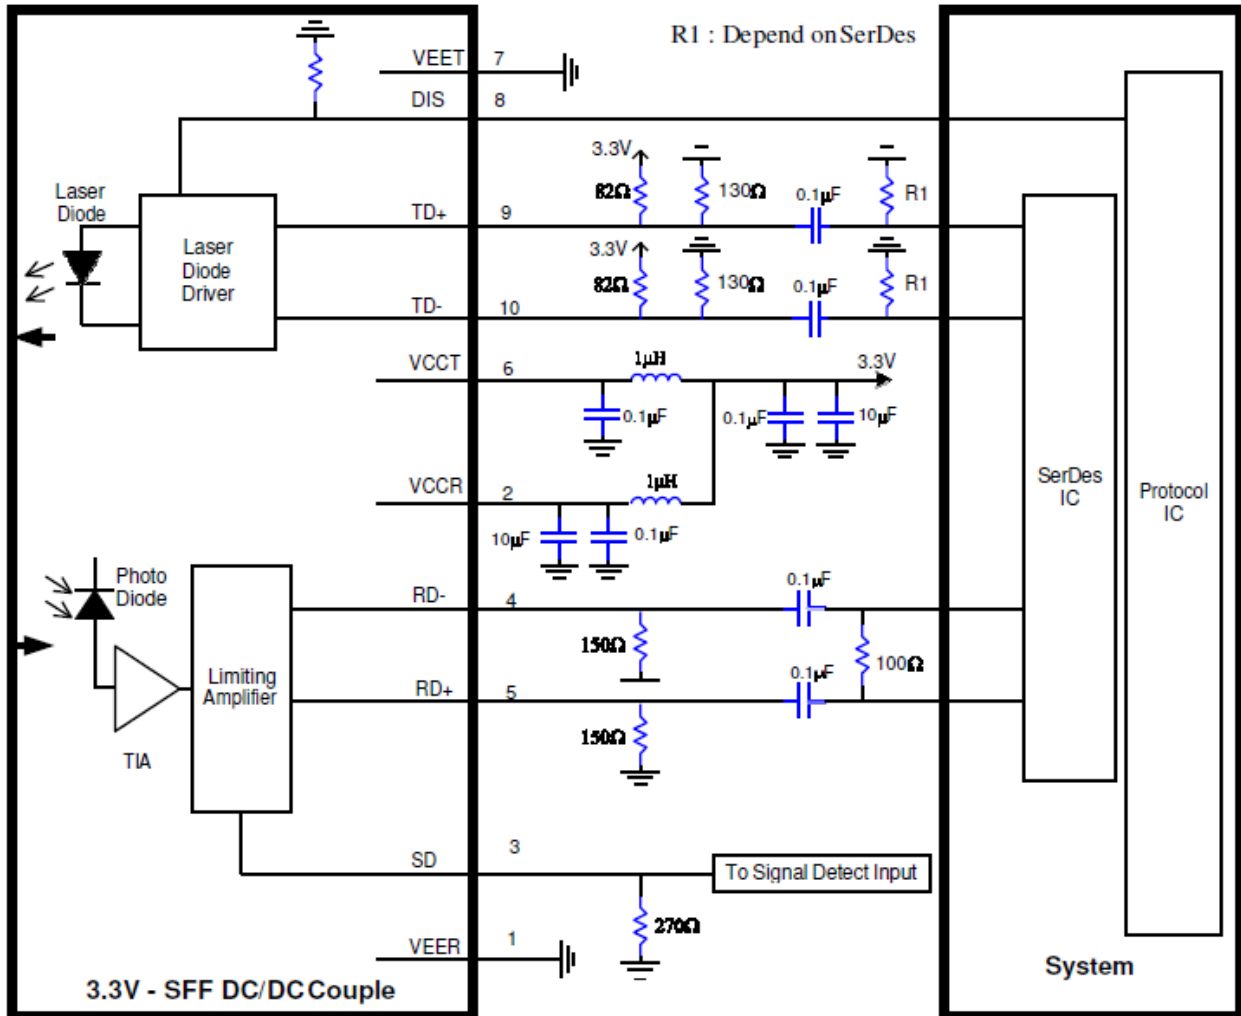 R1 : Depend on SerDes
VEET 7
DIS 8
3.3V
82Ω
130Ω
0.1μF
R1
Laser
Diode
TD+ 9
Laser
Diode
Driver
3.3V
82Ω
130Ω
0.1μF
R1
TD- 10
VCCT 6
1μH
3.3V
0.1μF
0.1μF
10μF
VCCR 2
1μH
10μF
0.1μF
SerDes
IC
Protocol
IC
Photo
Diode
RD- 4
0.1μF
150Ω
100Ω
Limiting
Amplifier
RD+ 5
0.1μF
150Ω
TIA
SD 3
To Signal Detect Input
270Ω
VEER 1
System
3.3V - SFF DC/DC Couple